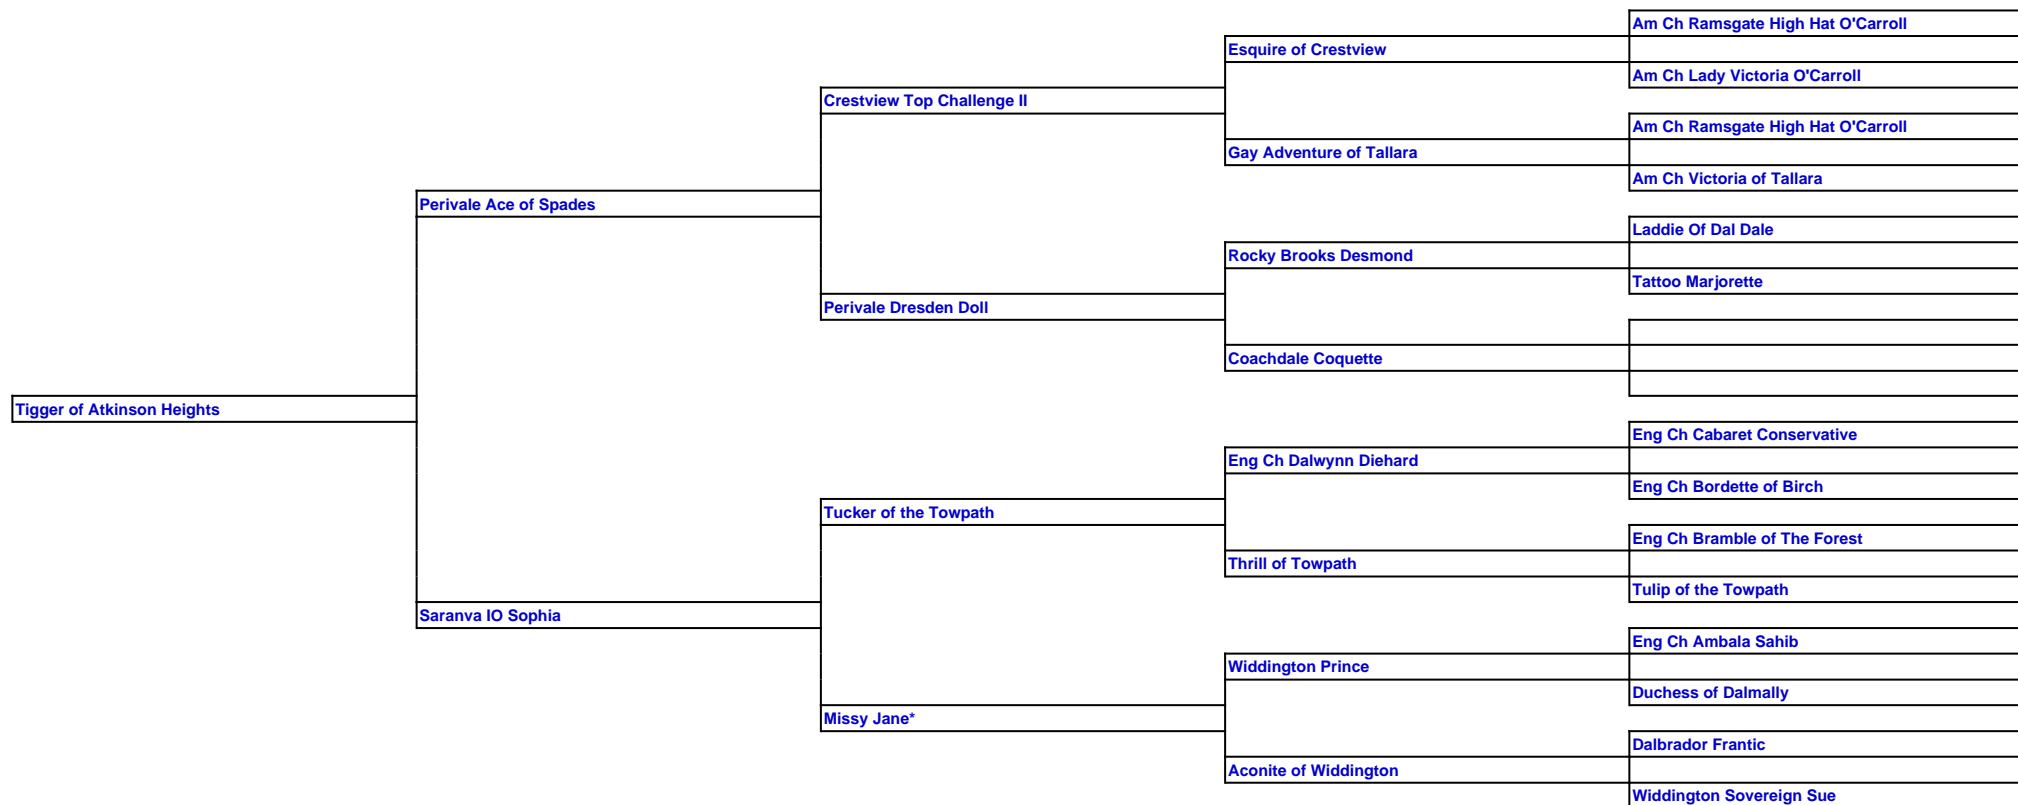 Am Ch Ramsgate High Hat O'Carroll
Esquire of Crestview
Am Ch Lady Victoria O'Carroll
Crestview Top Challenge II
Am Ch Ramsgate High Hat O'Carroll
Gay Adventure of Tallara
Am Ch Victoria of Tallara
Perivale Ace of Spades
Laddie Of Dal Dale
Rocky Brooks Desmond
Tattoo Marjorette
Perivale Dresden Doll
Coachdale Coquette
Tigger of Atkinson Heights
Eng Ch Cabaret Conservative
Eng Ch Dalwynn Diehard
Eng Ch Bordette of Birch
Tucker of the Towpath
Eng Ch Bramble of The Forest
Thrill of Towpath
Tulip of the Towpath
Saranva IO Sophia
Eng Ch Ambala Sahib
Widdington Prince
Duchess of Dalmally
Missy Jane*
Dalbrador Frantic
Aconite of Widdington
Widdington Sovereign Sue